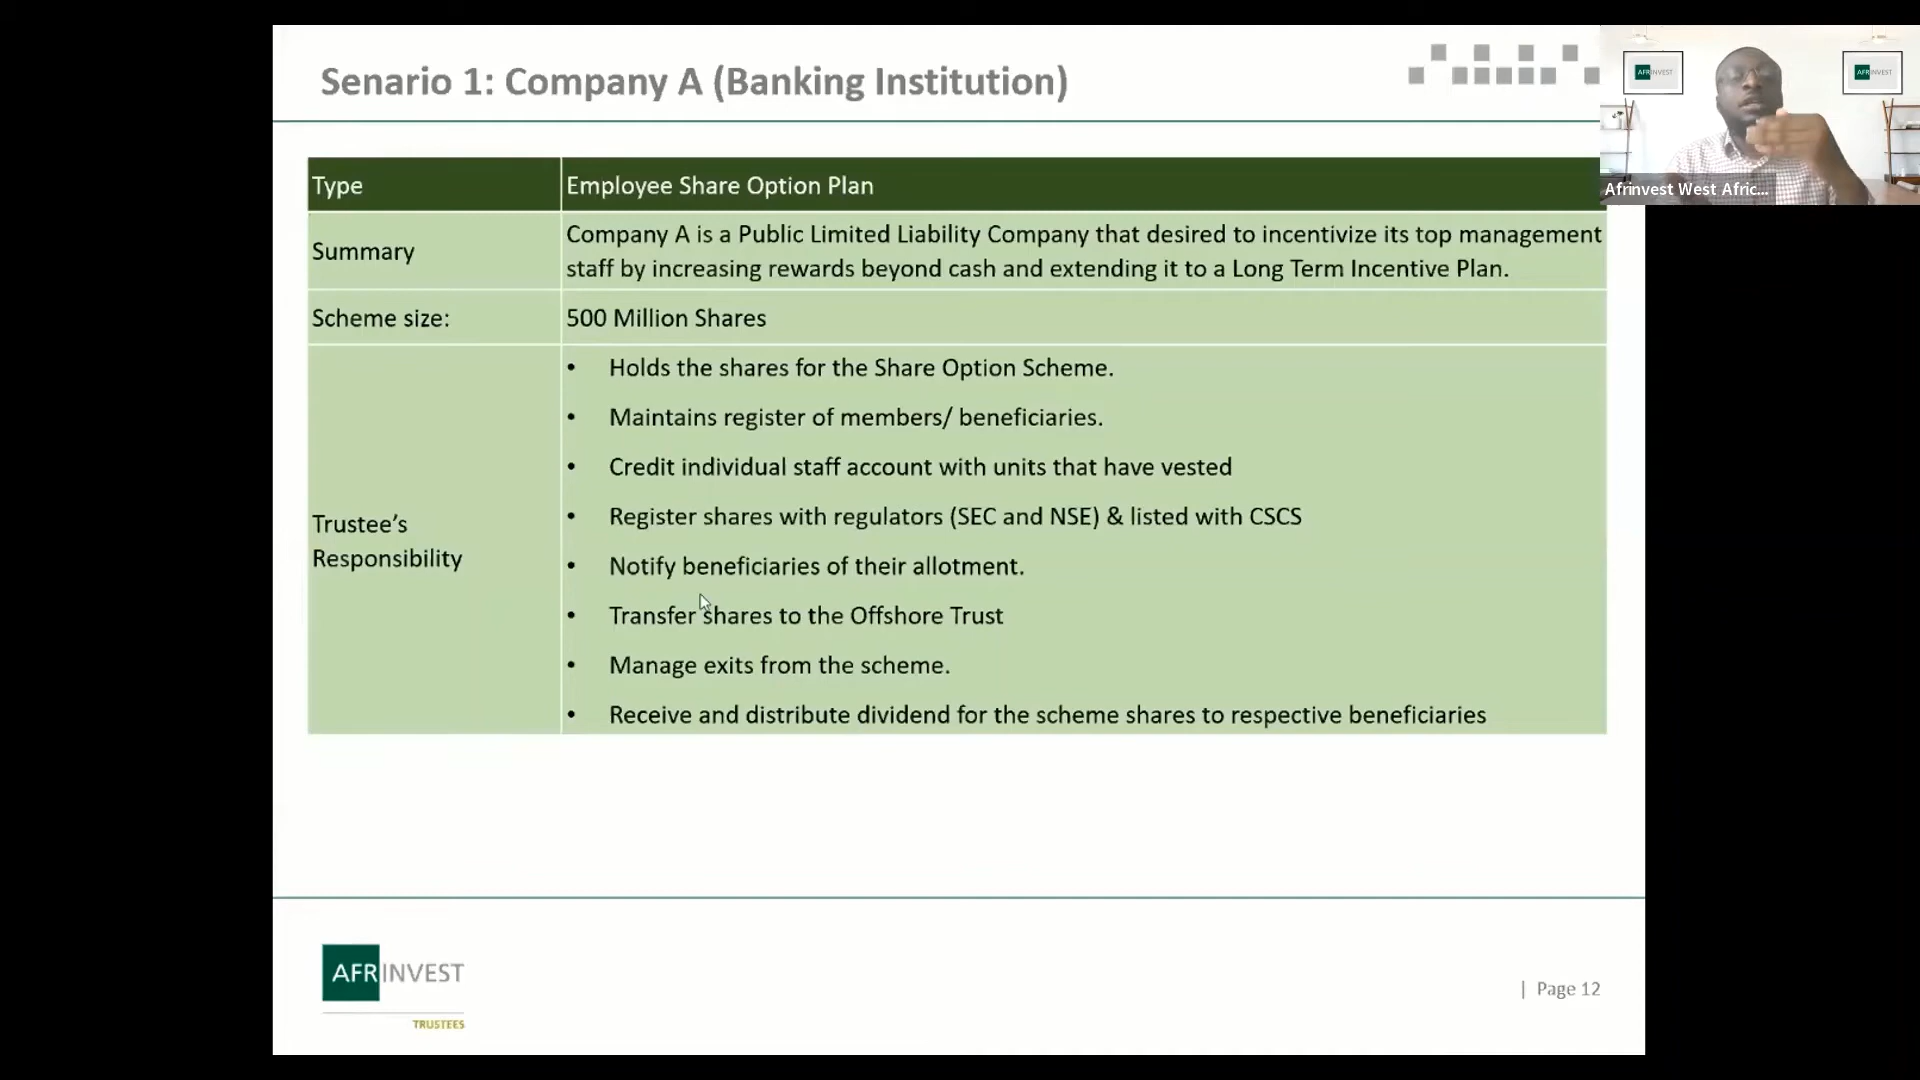 Senario 1: Company A (Banking Institution)
AFRINVEST
AFRINVEST
Afrinvest West Afric...
Type
Employee Share Option Plan
Summary
Company A is a Public Limited Liability Company that desired to incentivize its top management
staff by increasing rewards beyond cash and extending it to a Long Term Incentive Plan.
Scheme size:
500 Million Shares
Trustee’s
Responsibility
• Holds the shares for the Share Option Scheme.
• Maintains register of members/ beneficiaries.
• Credit individual staff account with units that have vested
• Register shares with regulators (SEC and NSE) & listed with CSCS
• Notify beneficiaries of their allotment.
• Transfer shares to the Offshore Trust
• Manage exits from the scheme.
• Receive and distribute dividend for the scheme shares to respective beneficiaries
AFRINVEST
TRUSTEES
| Page 12